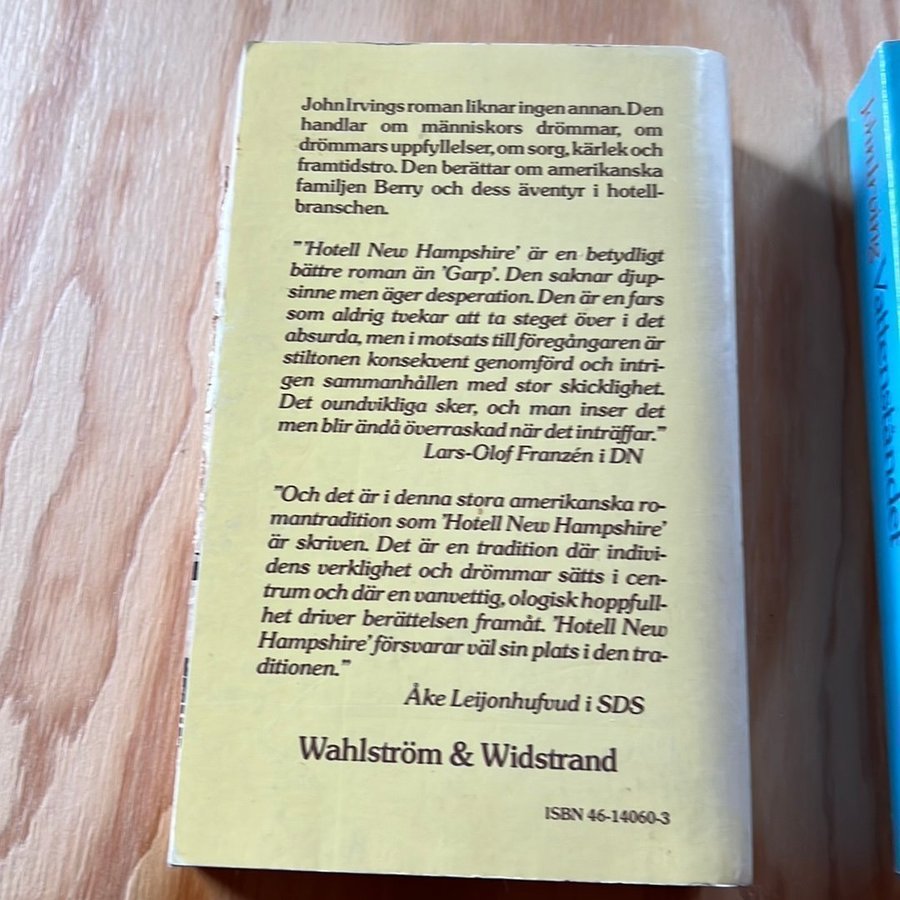 John Irvings roman liknar ingen annan. Den
handlar om människors drömmar, om
drömmars uppfyllelser, om sorg, kärlek och
framtidstro. Den berättar om amerikanska
familjen Berry och dess äventyr i hotell-
branschen.
"'Hotell New Hampshire' är en betydligt
bättre roman än 'Garp'. Den saknar djup-
sinne men äger desperation. Den är en fars
som aldrig tvekar att ta steget över i det
absurda, men i motsats till föregångaren är
stiltonen konsekvent genomförd och intri-
gen sammanhållen med stor skicklighet.
Det oundvikliga sker, och man inser det
men blir ändå överraskad när det inträffar."
Lars-Olof Franzén i DN
"Och det är i denna stora amerikanska ro-
mantradition som 'Hotell New Hampshire'
är skriven. Det är en tradition där indivi-
dens verklighet och drömmar sätts i cen-
trum och där en vanvettig, ologisk hoppfull-
het driver berättelsen framåt. 'Hotell New
Hampshire' försvarar väl sin plats i den tra-
ditionen."
Åke Leijonhufvud i SDS
Wahlström & Widstrand
ISBN 46-14060-3
John Irving Vattenståndet